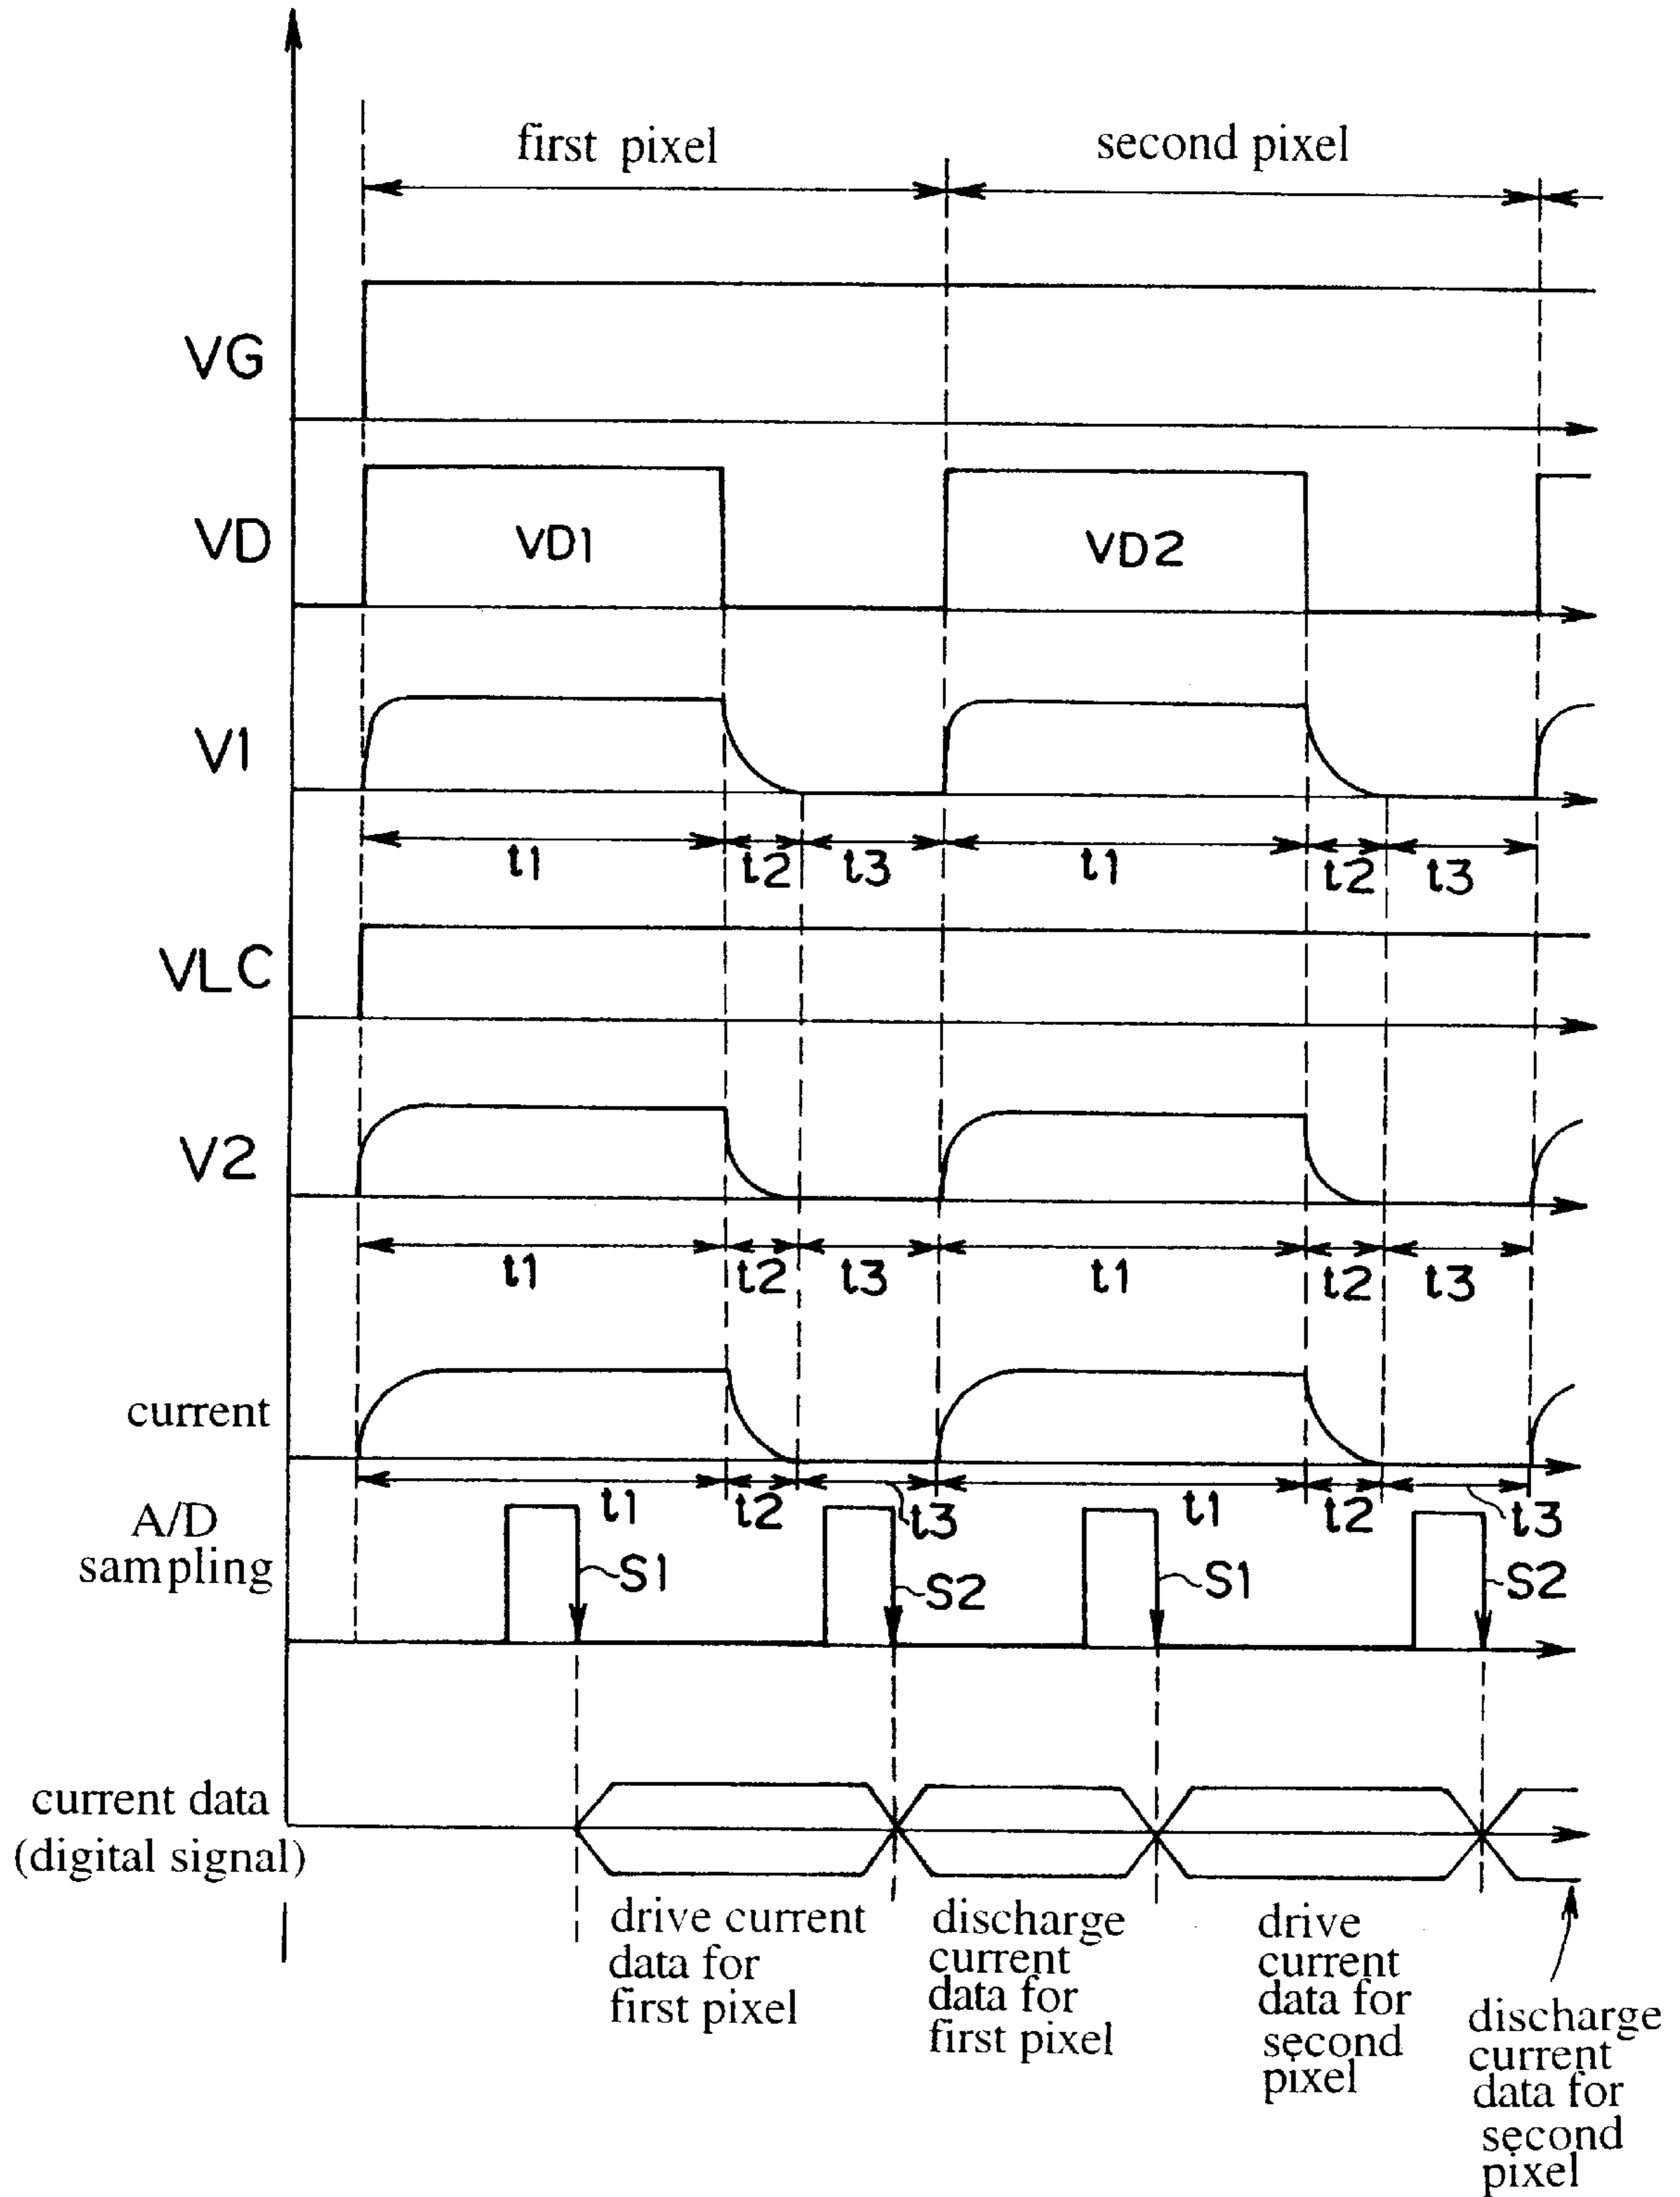 first pixel
second pixel
VG
VD
VD1
VD2
V1
t1
t2
t3
t1
t2
t3
VLC
V2
t1
t2
t3
t1
t2
t3
current
t1
t2
t3
t1
t2
t3
A/D
sampling
S1
S2
S1
S2
current data
(digital signal)
drive current
data for
first pixel
discharge
current
data for
first pixel
drive
current
data for
second
pixel
discharge
current
data for
second
pixel